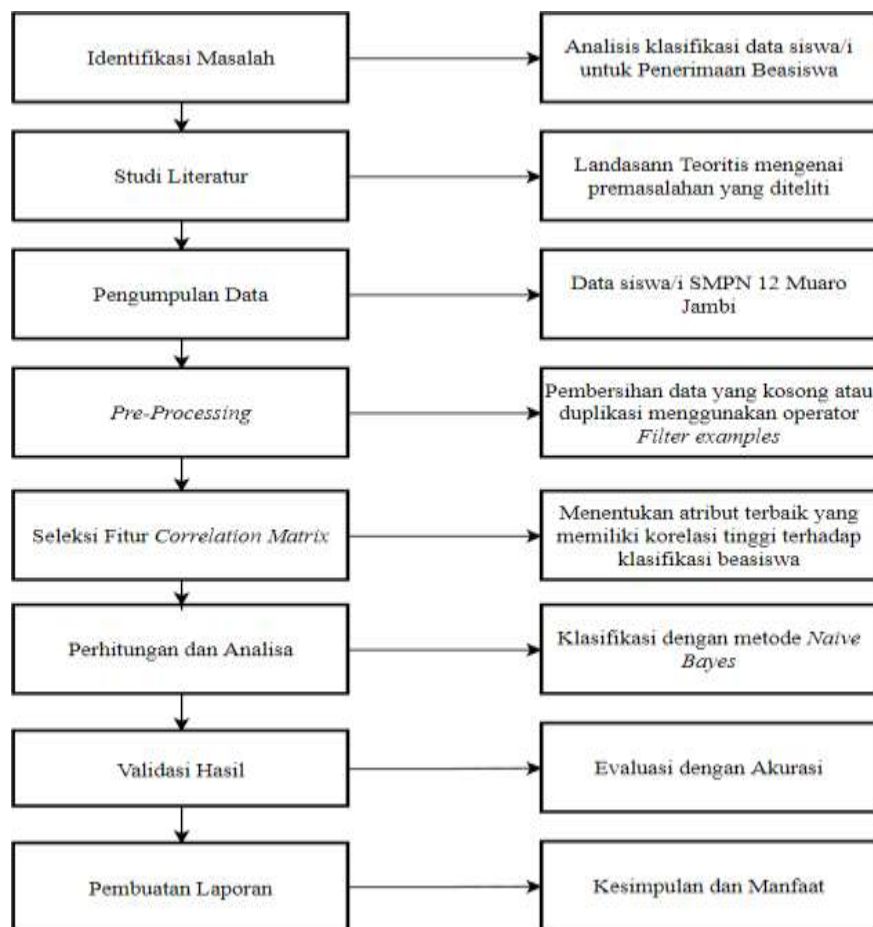 Identifikasi Masalah
Analisis klasifikasi data siswa/i
untuk Penerimaan Beasiswa
Studi Literatur
Landasann Teoritis mengenai
premasalahan yang diteliti
Pengumpulan Data
Data siswa/i SMPN 12 Muaro
Jambi
Pre-Processing
Pembersihan data yang kosong atau
duplikasi menggunakan operator
Filter examples
Seleksi Fitur Correlation Matrix
Menentukan atribut terbaik yang
memiliki korelasi tinggi terhadap
klasifikasi beasiswa
Perhitungan dan Analisa
Klasifikasi dengan metode Naive
Bayes
Validasi Hasil
Evaluasi dengan Akurasi
Pembuatan Laporan
Kesimpulan dan Manfaat